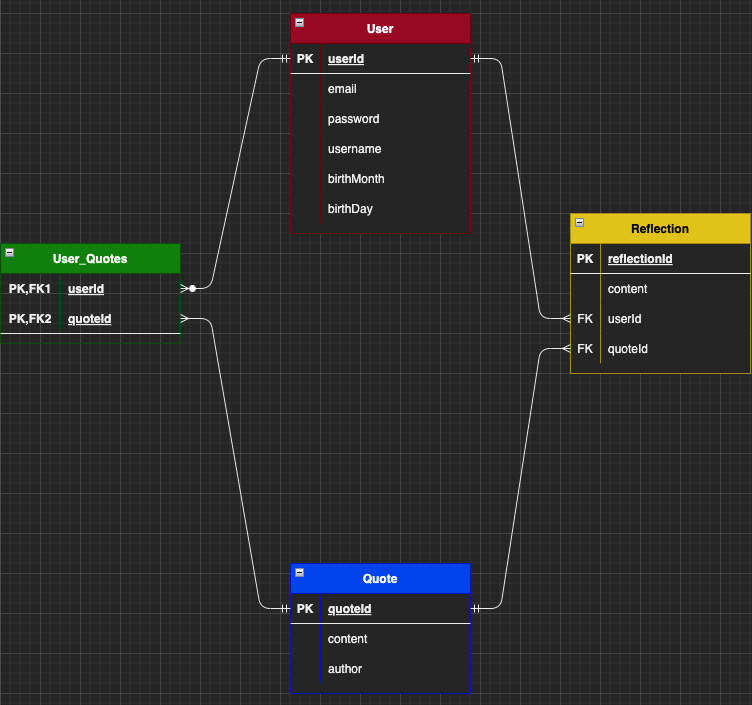 User
PK userId
email
password
username
birthMonth
birthDay
User_Quotes
PK,FK1 userId
PK,FK2 quoteId
Reflection
PK reflectionId
content
FK userId
FK quoteId
Quote
PK quoteId
content
author